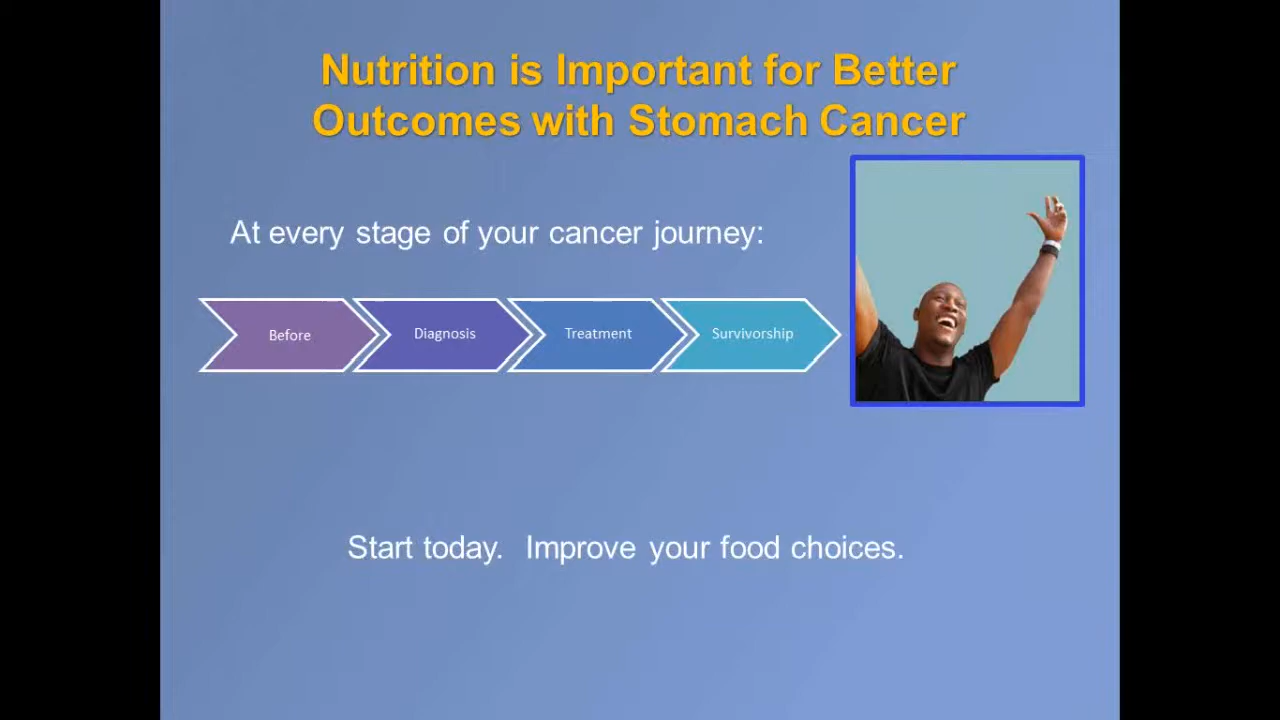 Nutrition is Important for Better
Outcomes with Stomach Cancer
At every stage of your cancer journey:
Before
Diagnosis
Treatment
Survivorship
Start today.  Improve your food choices.